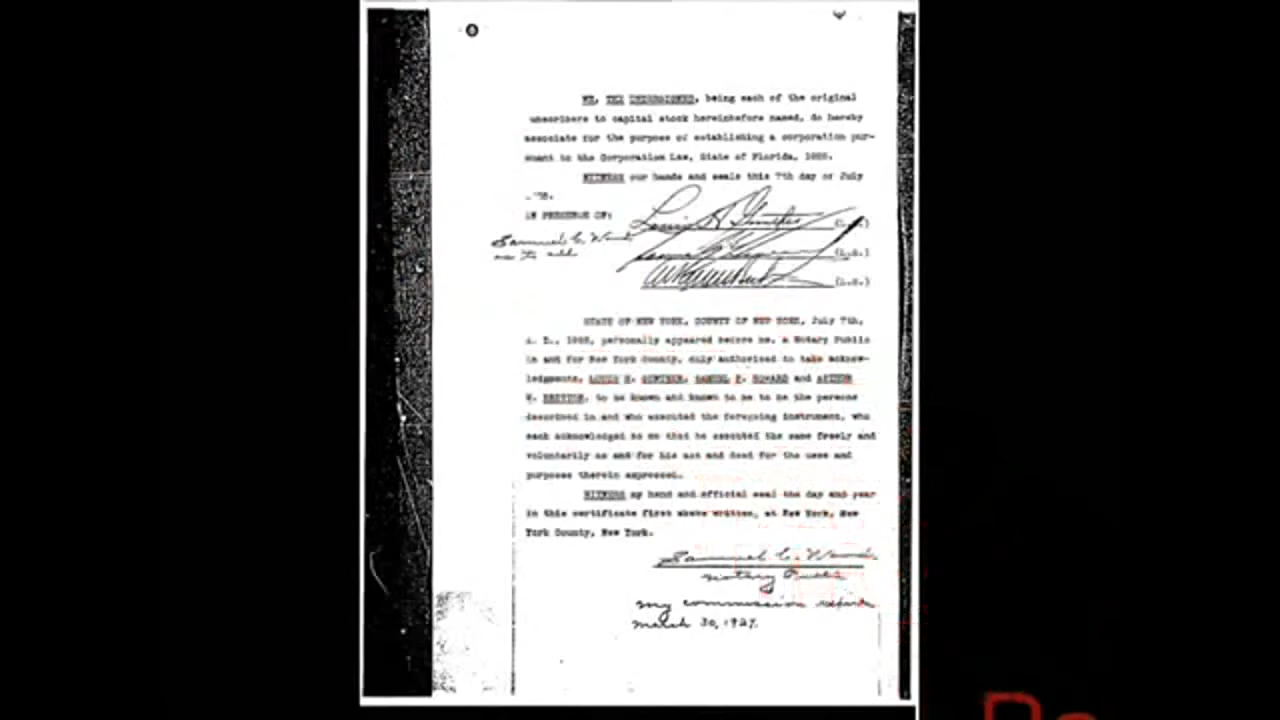 WE, THE UNDERSIGNED, being each of the original
subscribers to capital stock hereinbefore named, do hereby
associate for the purpose of establishing a corporation pur-
suant to the Corporation Law, State of Florida, 1925.
WITNESS our hands and seals this 7th day of July
IN PRESENCE OF:
Samuel C. Wood
as to all
(L.S.)
(L.S.)
(L.S.)
STATE OF NEW YORK, COUNTY OF NEW YORK, July 7th,
A. D., 1925, personally appeared before me, a Notary Public
in and for New York County, duly authorized to take acknow-
ledgments, LOUIS H. GUNTHER, SAMUEL P. and ARTHUR
W. BRITTON, to me known and known to me to be the persons
described in and who executed the foregoing instrument, who
each acknowledged to me that he executed the same freely and
voluntarily as and for his act and deed for the uses and
purposes therein expressed.
WITNESS my hand and official seal the day and year
in this certificate first above written, at New York, New
York County, New York.
Samuel C. Wood
Notary Public
My commission expires
March 30, 1927.